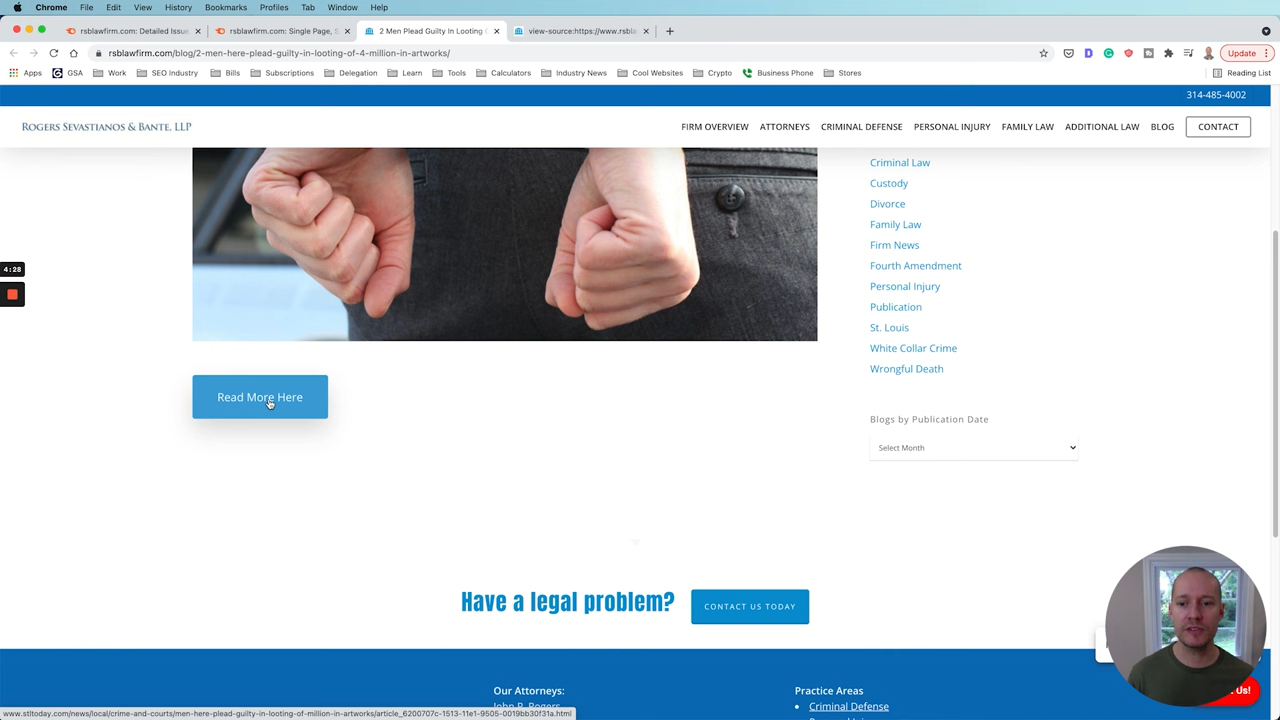 Chrome File Edit View History Bookmarks Profiles Tab Window Help
rsblawfirm.com: Detailed Issue
rsblawfirm.com: Single Page, S
2 Men Plead Guilty In Looting
view-source:https://www.rsbla
rsblawfirm.com/blog/2-men-here-plead-guilty-in-looting-of-4-million-in-artworks/
Update
Apps GSA Work SEO Industry Bills Subscriptions Delegation Learn Tools Calculators Industry News Cool Websites Crypto Business Phone Stores Reading List
314-485-4002
ROGERS SEVASTIANOS & BANTE, LLP
FIRM OVERVIEW ATTORNEYS CRIMINAL DEFENSE PERSONAL INJURY FAMILY LAW ADDITIONAL LAW BLOG CONTACT
Criminal Law
Custody
Divorce
Family Law
Firm News
Fourth Amendment
Personal Injury
Publication
St. Louis
White Collar Crime
Wrongful Death
4:28
Read More Here
Blogs by Publication Date
Select Month
Have a legal problem?
CONTACT US TODAY
Our Attorneys:
John P. Rogers
Practice Areas
Criminal Defense
Us!
www.stltoday.com/news/local/crime-and-courts/men-here-plead-guilty-in-looting-of-million-in-artworks/article_6200707c-1513-11e1-9505-0019bb30f31a.html